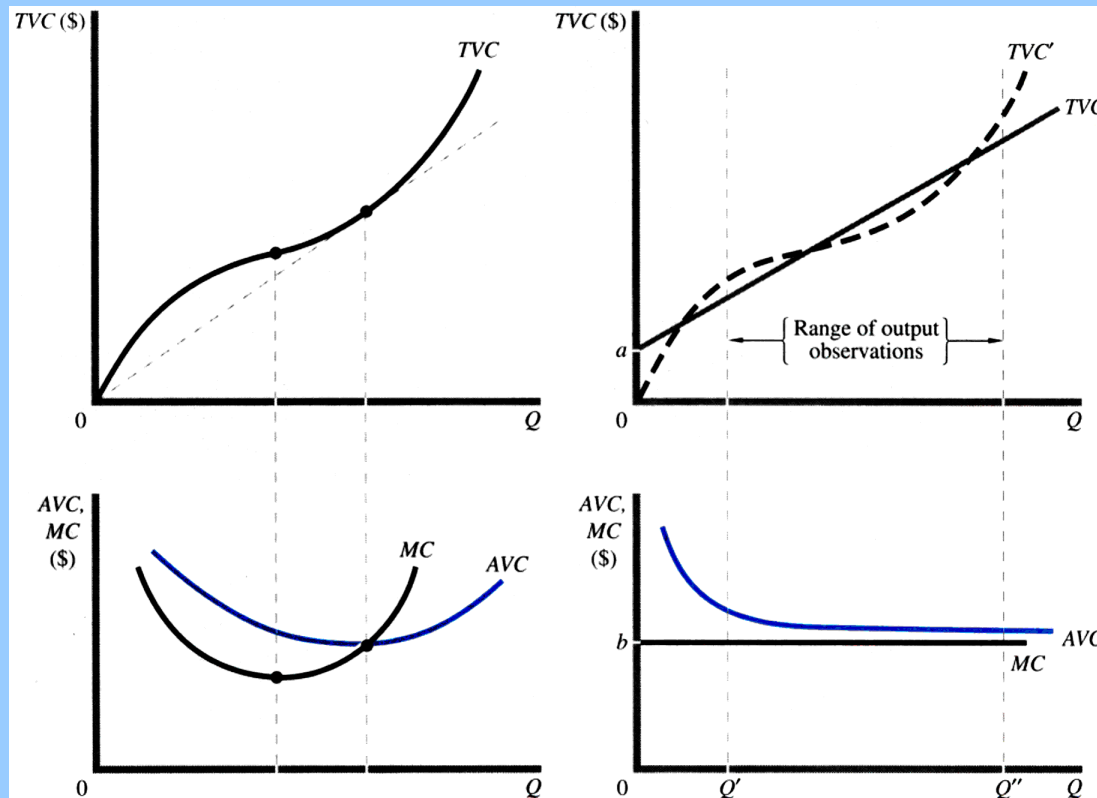 TVC ($)
TVC
0
Q
TVC ($)
TVC′
TVC
a
Range of output
observations
0
Q
AVC,
MC
($)
MC
AVC
0
Q
AVC,
MC
($)
b
AVC
MC
0
Q′
Q″
Q